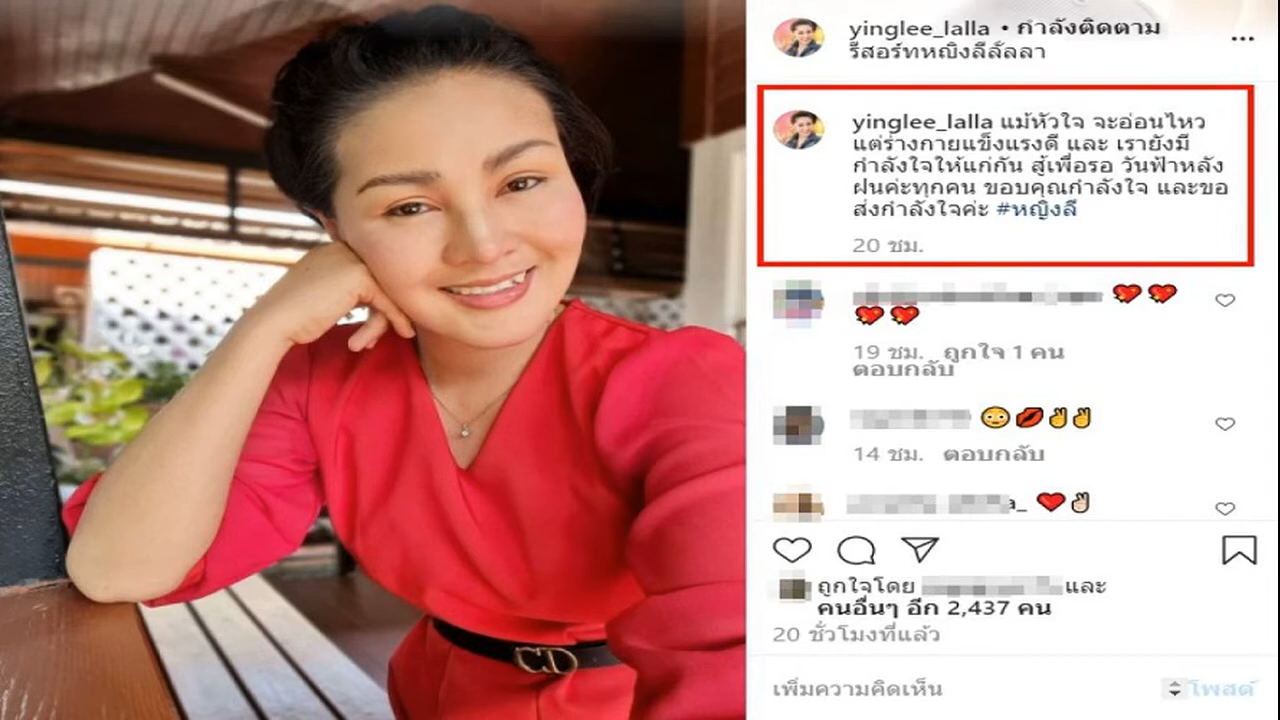 yinglee_lalla • กำลังติดตาม
รีสอร์ทหญิงลีลัลลา
yinglee_lalla แม้หัวใจ จะอ่อนไหว
แต่ร่างกายแข็งแรงดี และ เรายังมี
กำลังใจให้แก่กัน สู้เพื่อรอ วันฟ้าหลัง
ฝนค่ะทุกคน ขอบคุณกำลังใจ และขอ
ส่งกำลังใจค่ะ #หญิงลี
20 ชม.
19 ชม. ถูกใจ 1 คน
ตอบกลับ
14 ชม. ตอบกลับ
ถูกใจโดย และ
คนอื่นๆ อีก 2,437 คน
20 ชั่วโมงที่แล้ว
เพิ่มความคิดเห็น
โพสต์
CD